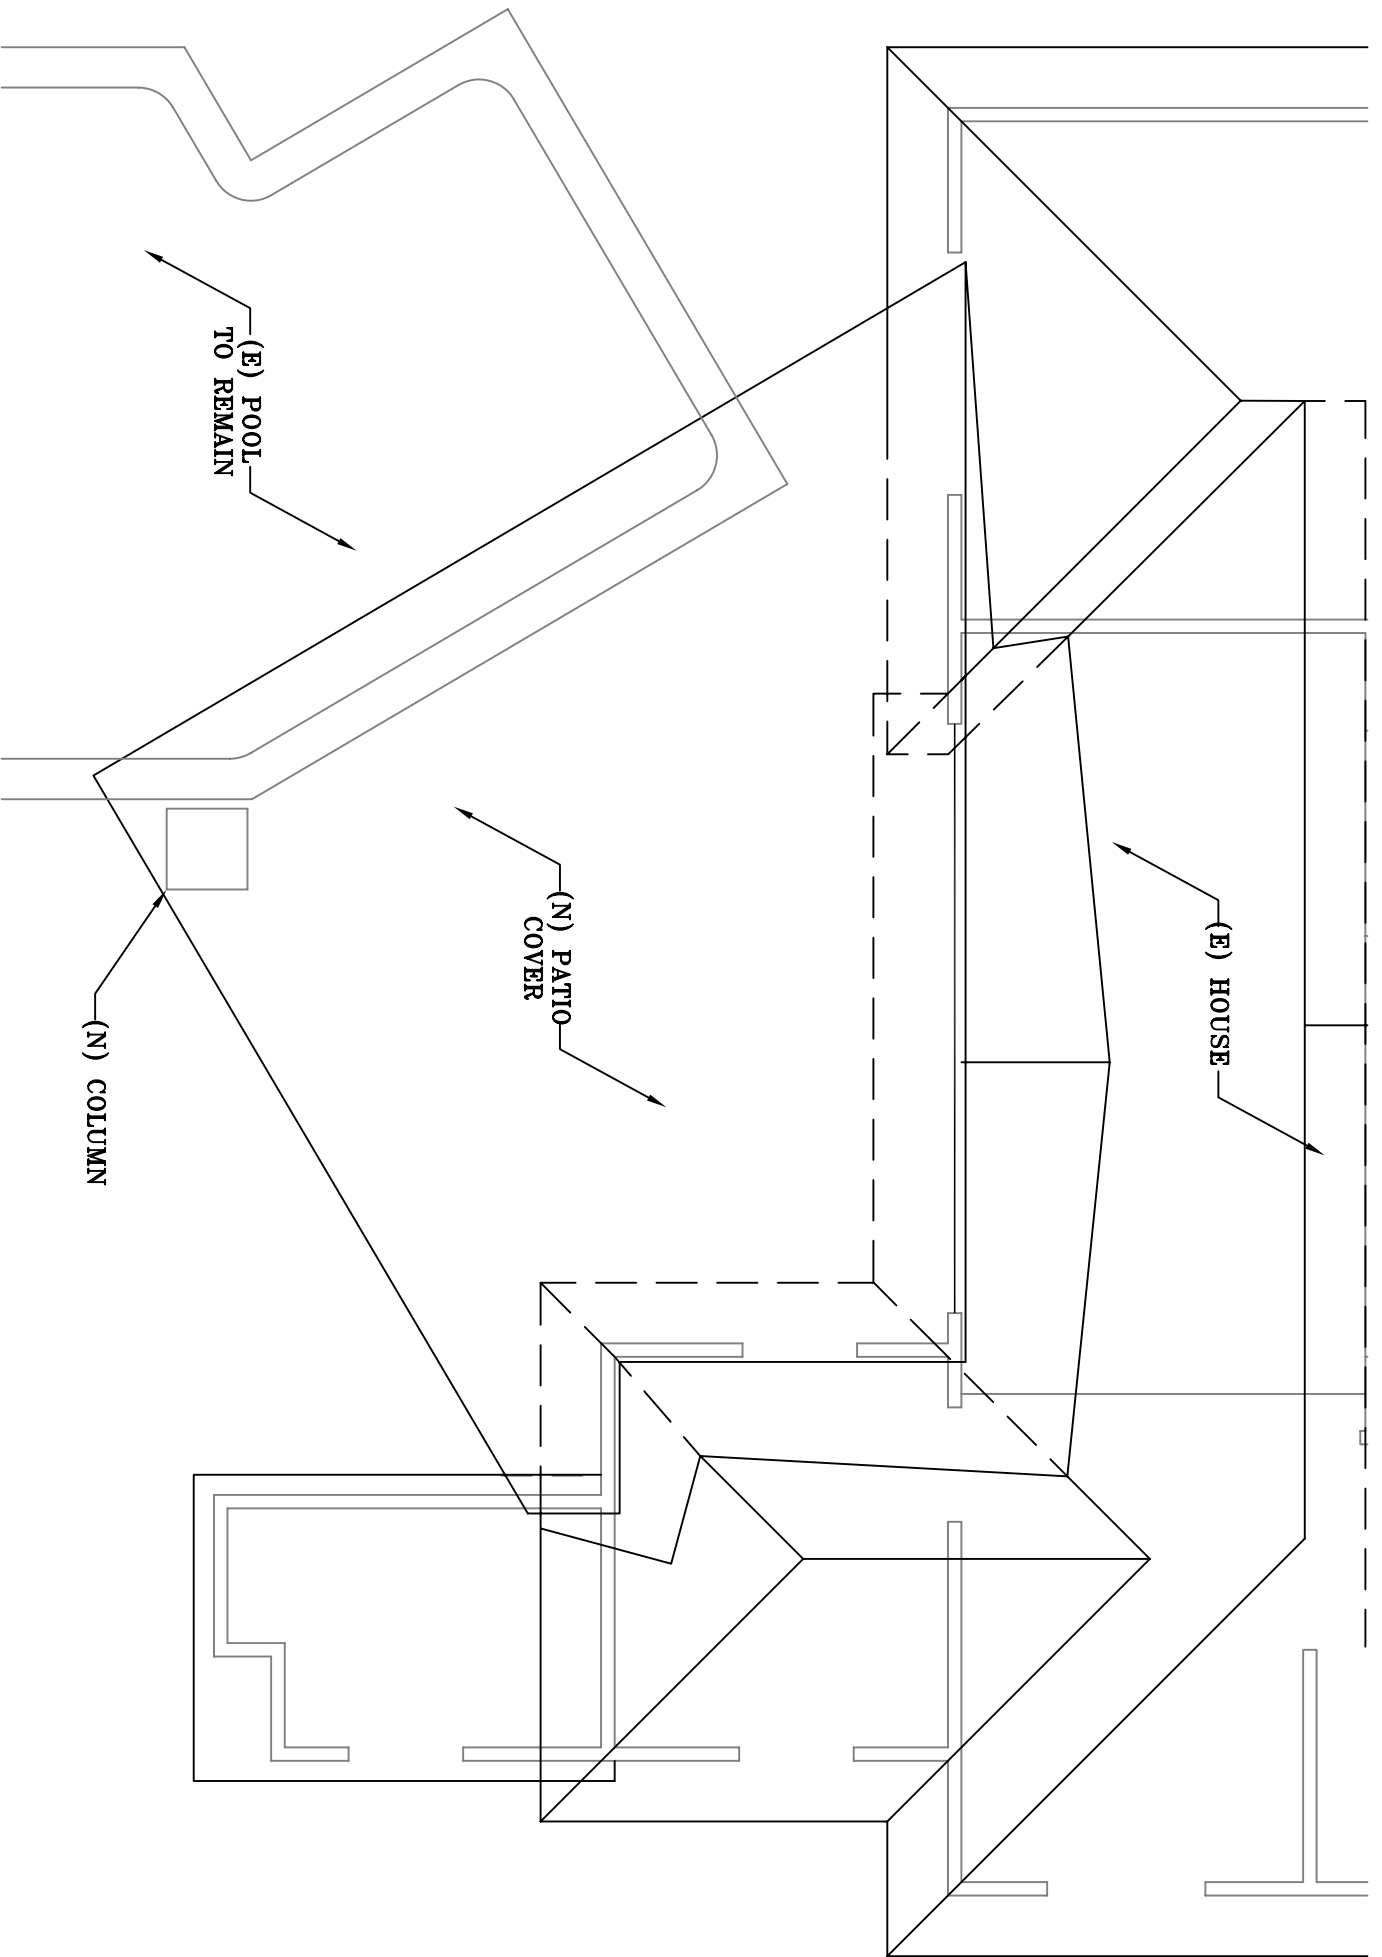 (E) HOUSE
(N) PATIO
COVER
(E) POOL
TO REMAIN
(N) COLUMN